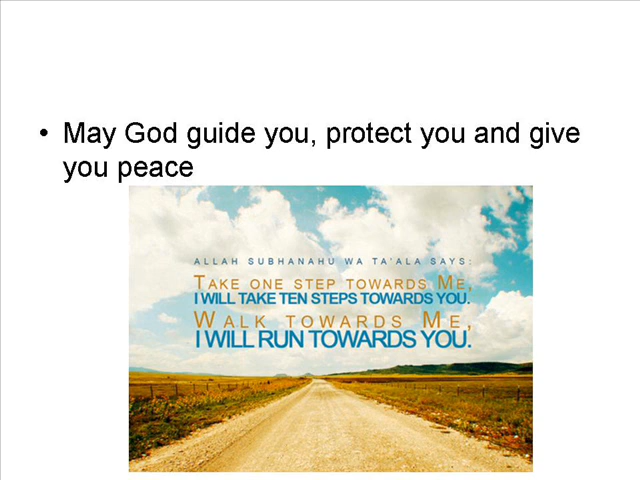 • May God guide you, protect you and give
you peace
ALLAH SUBHANAHU WA TA'ALA SAYS:
TAKE ONE STEP TOWARDS ME,
I WILL TAKE TEN STEPS TOWARDS YOU.
WALK TOWARDS ME,
I WILL RUN TOWARDS YOU.